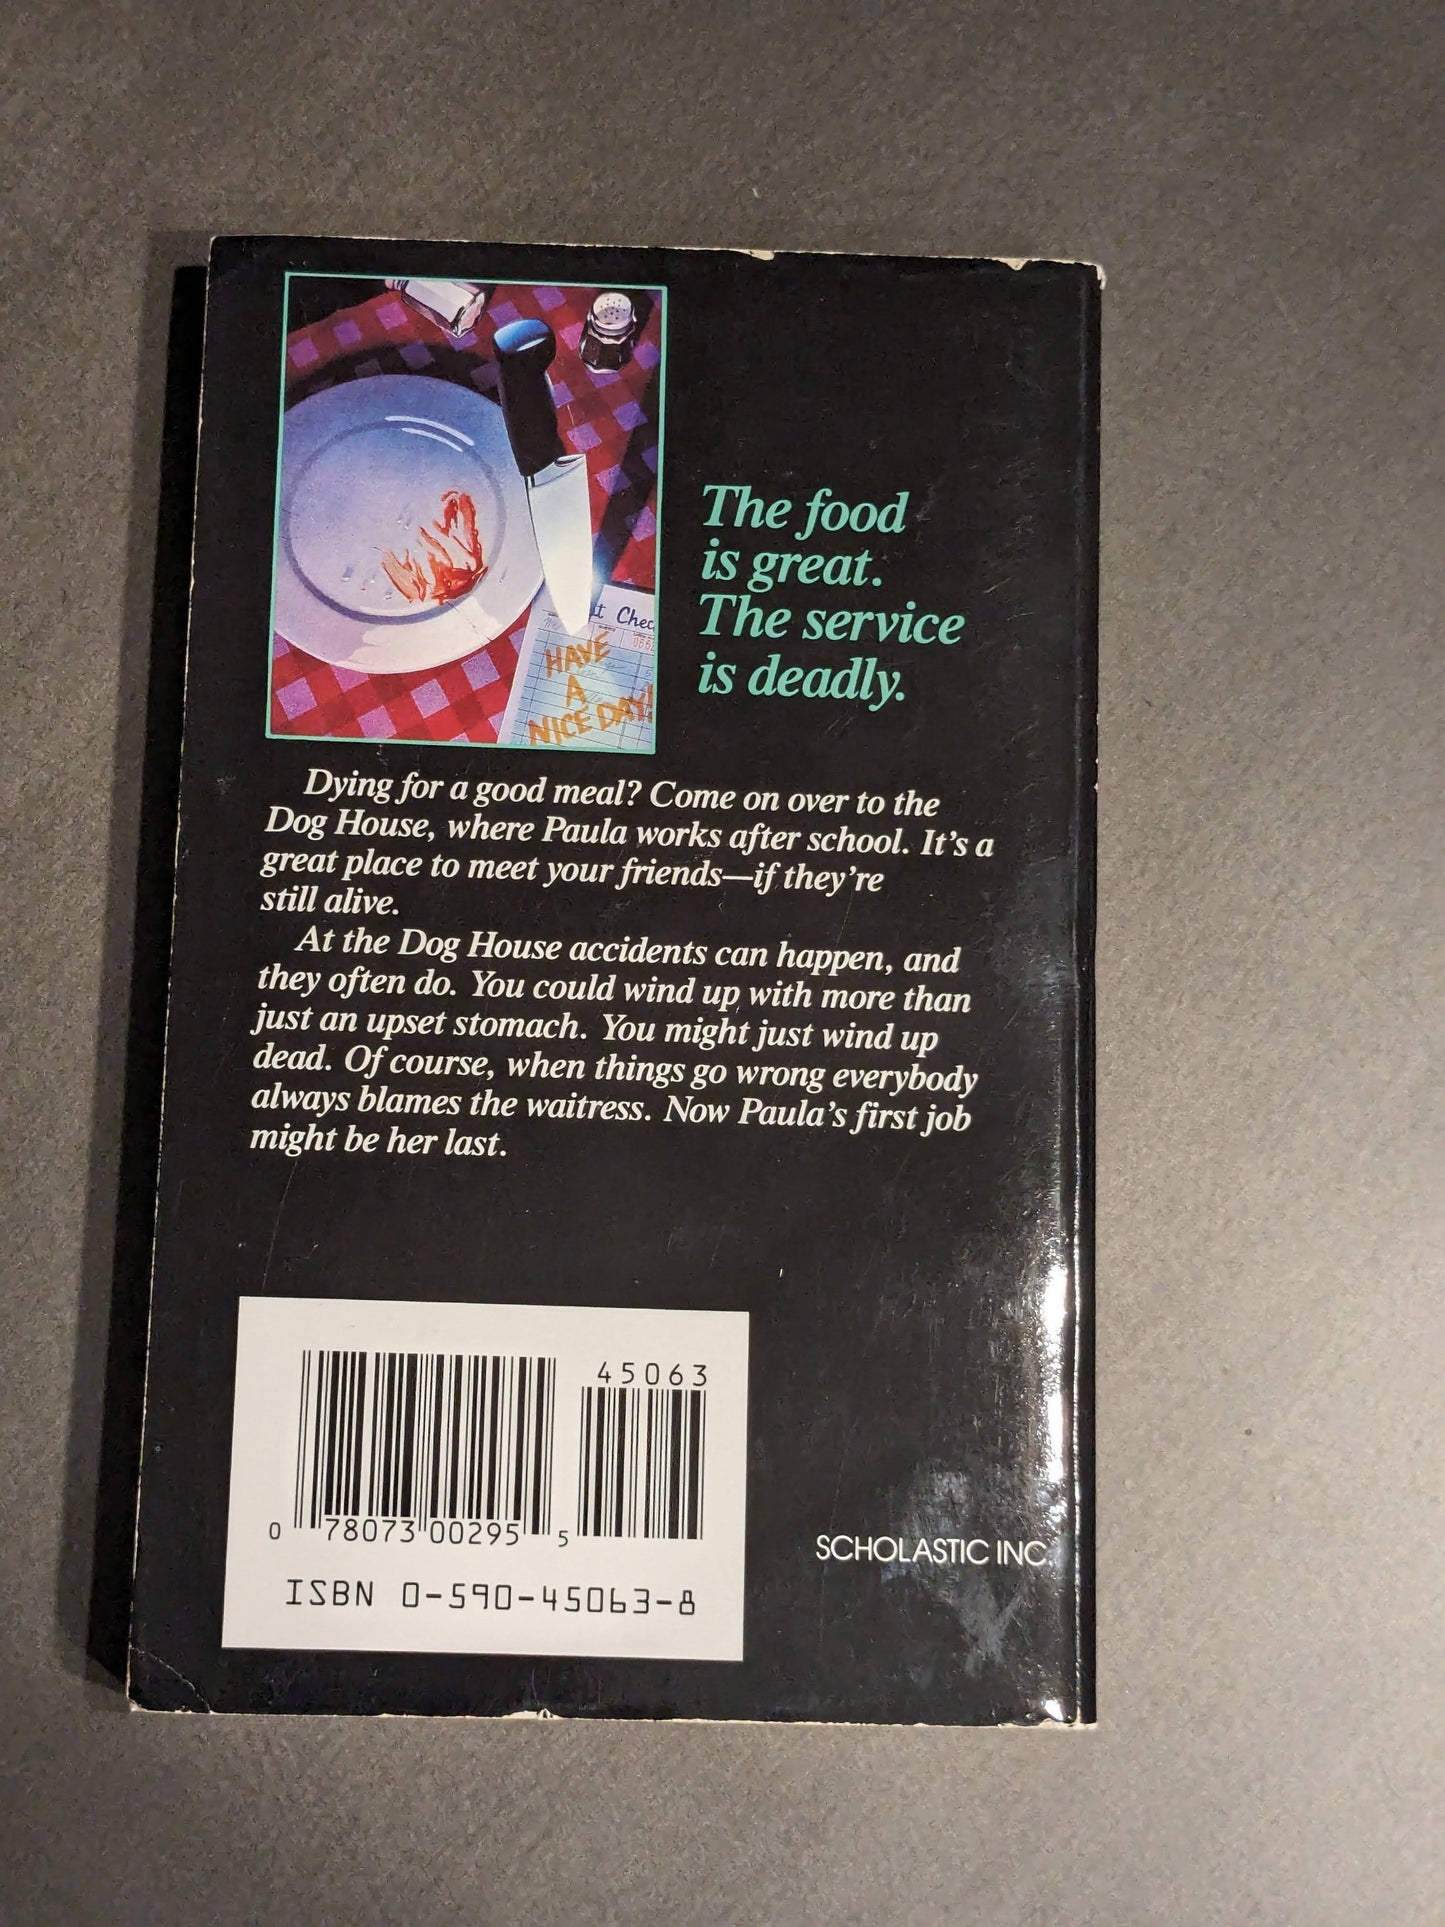 t Chec
HAVE
A
NICE DAY!
The food
is great.
The service
is deadly.
Dying for a good meal? Come on over to the
Dog House, where Paula works after school. It's a
great place to meet your friends—if they're
still alive.
At the Dog House accidents can happen, and
they often do. You could wind up with more than
just an upset stomach. You might just wind up
dead. Of course, when things go wrong everybody
always blames the waitress. Now Paula's first job
might be her last.
45063
0 78073 00295 5
ISBN 0-590-45063-8
SCHOLASTIC INC.